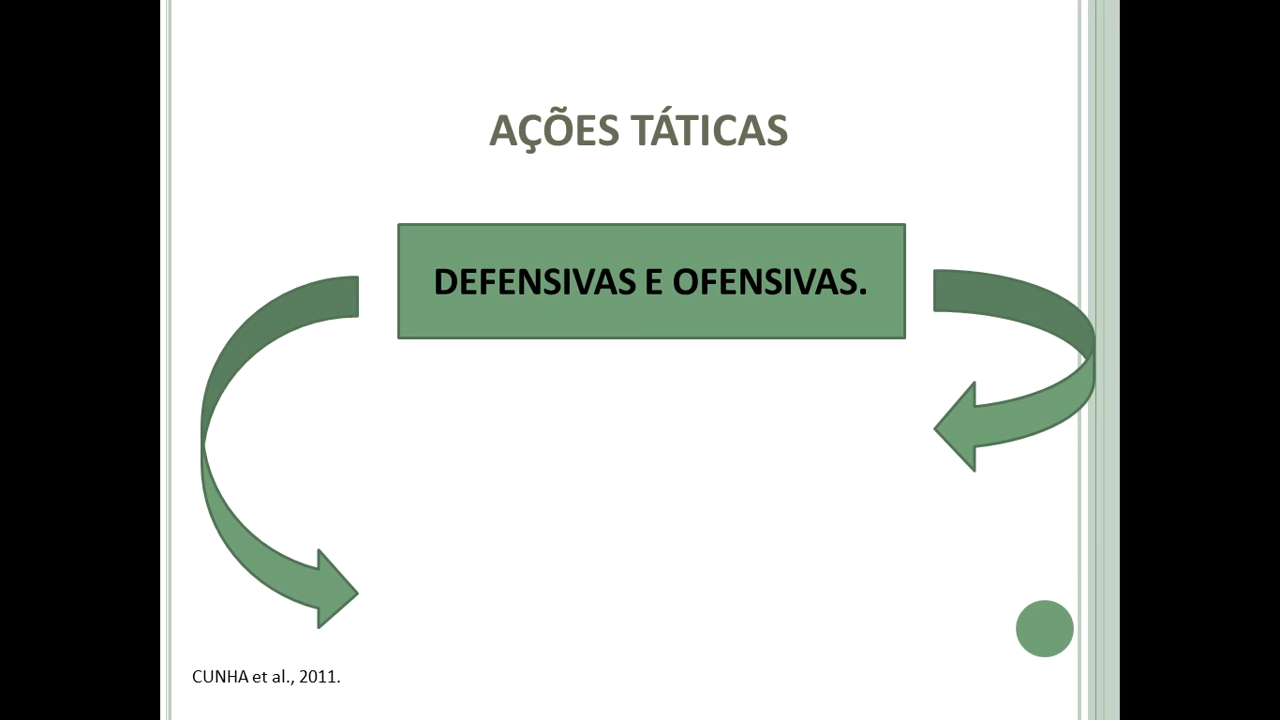 AÇÕES TÁTICAS
DEFENSIVAS E OFENSIVAS.
CUNHA et al., 2011.